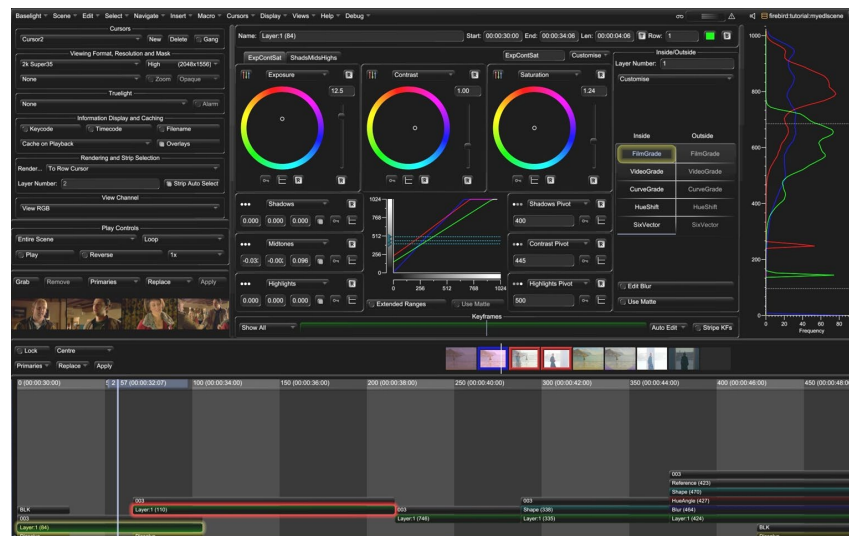 Baselight Scene Edit Select Navigate Insert Macro Cursors Display Views Help Debug
firebird:tutorial:myediscene
Cursors
Cursor2 New Delete Gang
Viewing Format, Resolution and Mask
2k Super35 High (2048x1556)
None Zoom Opaque
Truelight
None Alarm
Information Display and Caching
Keycode Timecode Filename
Cache on Playback Overlays
Rendering and Strip Selection
Render... To Row Cursor
Layer Number: 2 Strip Auto Select
View Channel
View RGB
Play Controls
Entire Scene Loop
Play Reverse 1x
Grab Remove Primaries Replace Apply
Name: Layer:1 (84) Start: 00:00:30:00 End: 00:00:34:06 Len: 00:00:04:06 Row: 1
ExpContSat ShadsMidsHighs ExpContSat Customise
Exposure Contrast Saturation
12.5 1.00 1.24
Shadows
0.000 0.000 0.000
Midtones
0.096
Highlights
0.000 0.000 0.000
1024
768
512
256
0
0 256 512 768 1024
Extended Ranges Use Matte
Shadows Pivot
400
Contrast Pivot
445
Highlights Pivot
500
Inside/Outside
Layer Number: 1
Customise
Inside Outside
FilmGrade FilmGrade
VideoGrade VideoGrade
CurveGrade CurveGrade
HueShift HueShift
SixVector SixVector
Edit Blur
Use Matte
Keyframes
Show All Auto Edit Stripe KFs
1000
800
600
400
200
0
0 20 40 60 80
Frequency
Lock Centre
Primaries Replace Apply
0 (00:00:30:00) 57 (00:00:32:07) 100 (00:00:34:00) 150 (00:00:36:00) 200 (00:00:38:00) 250 (00:00:40:00) 300 (00:00:42:00) 350 (00:00:44:00) 400 (00:00:46:00)
003
Reference (423)
Shape (470)
003 003 HueAngle (427)
BLK Layer:1 (110) 003 Shape (338) Blur (464)
003 Layer:1 (746) Layer:1 (335) Layer:1 (424)
Layer:1 (84) BLK